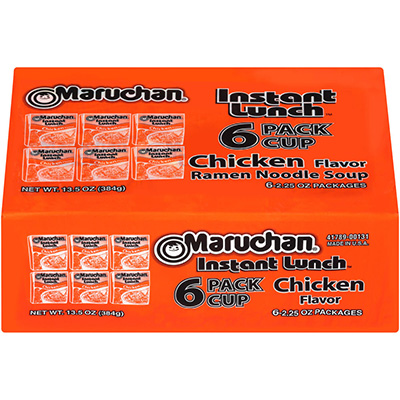 Maruchan®
Instant
Lunch™
6 PACK
CUP
Chicken Flavor
Ramen Noodle Soup
6-2.25 OZ PACKAGES
NET WT. 13.5 OZ (384g)
Maruchan®
41789-00131
MADE IN U.S.A.
Instant Lunch™
6 PACK
CUP
Chicken
Flavor
6-2.25 OZ PACKAGES
NET WT. 13.5 OZ (384g)